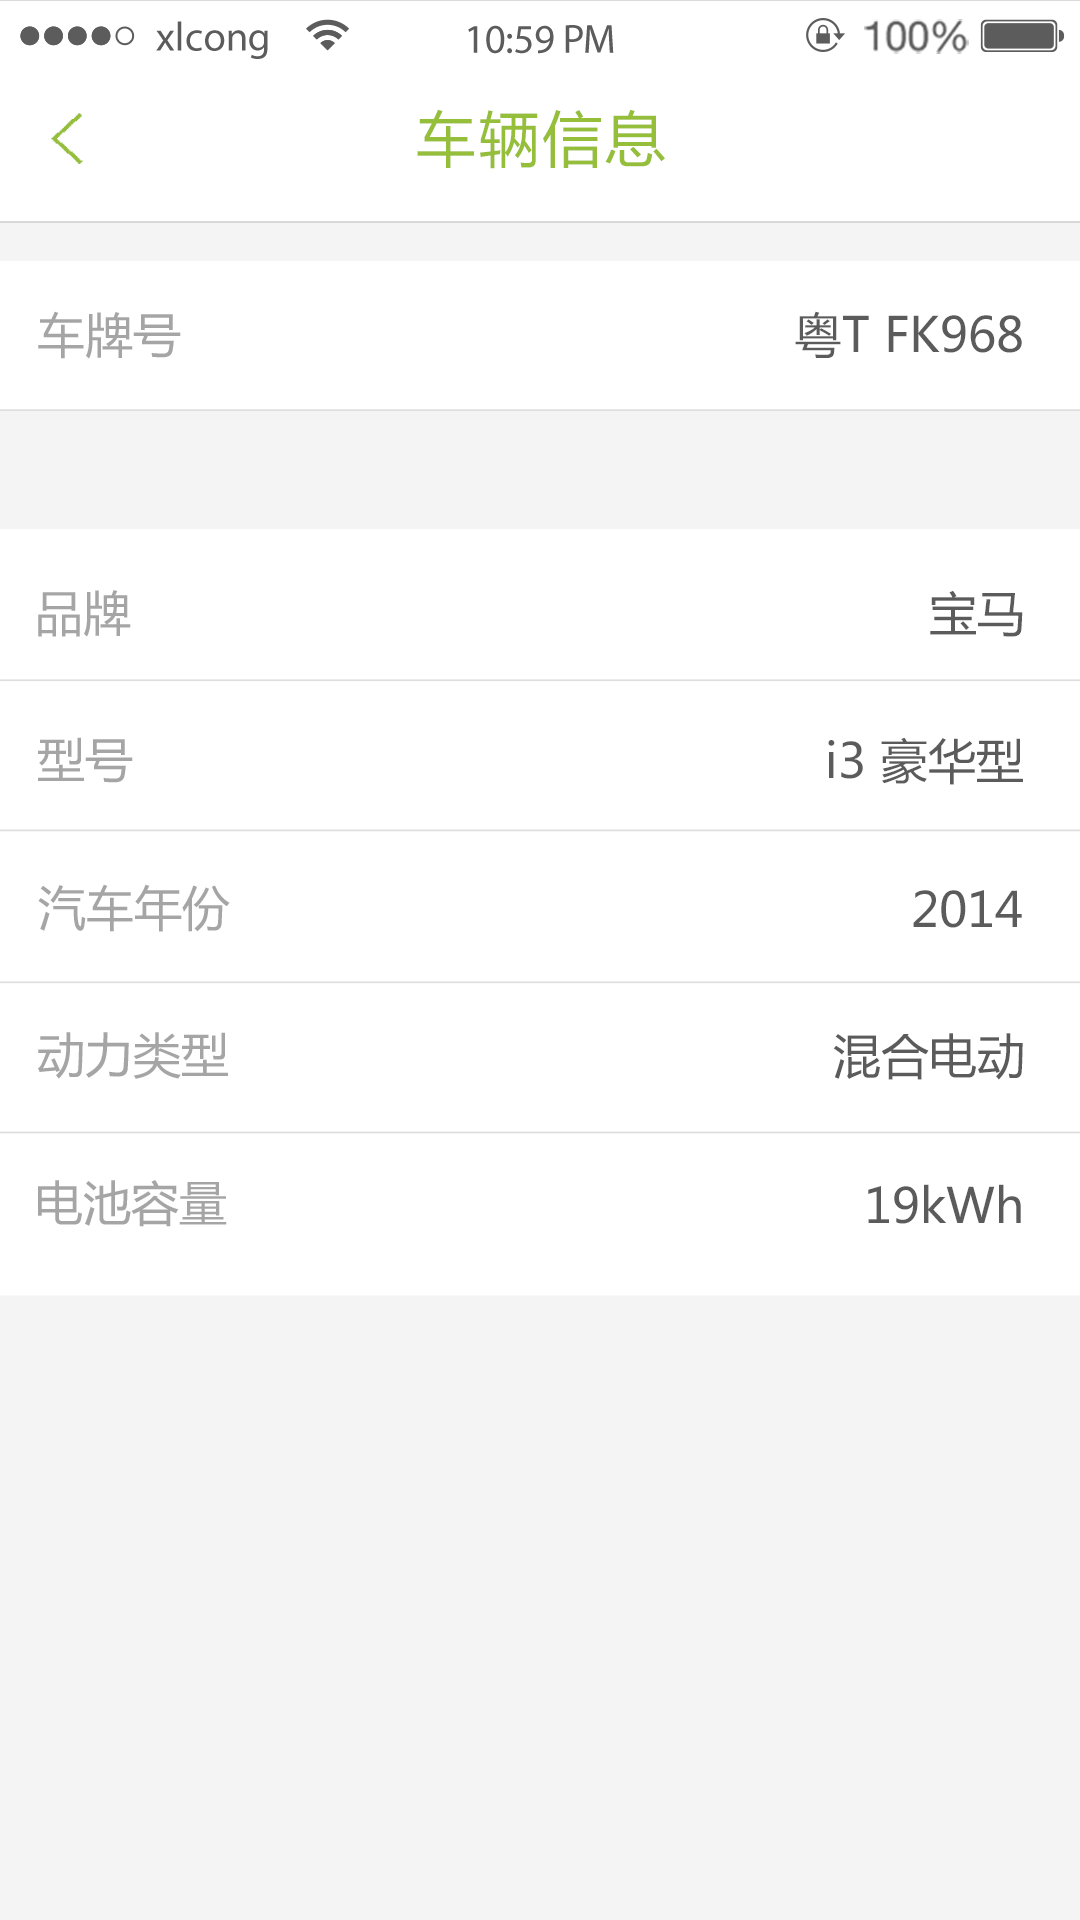 xlcong 10:59 PM 100%
车辆信息
车牌号 粤T FK968
品牌 宝马
型号 i3 豪华型
汽车年份 2014
动力类型 混合电动
电池容量 19kWh